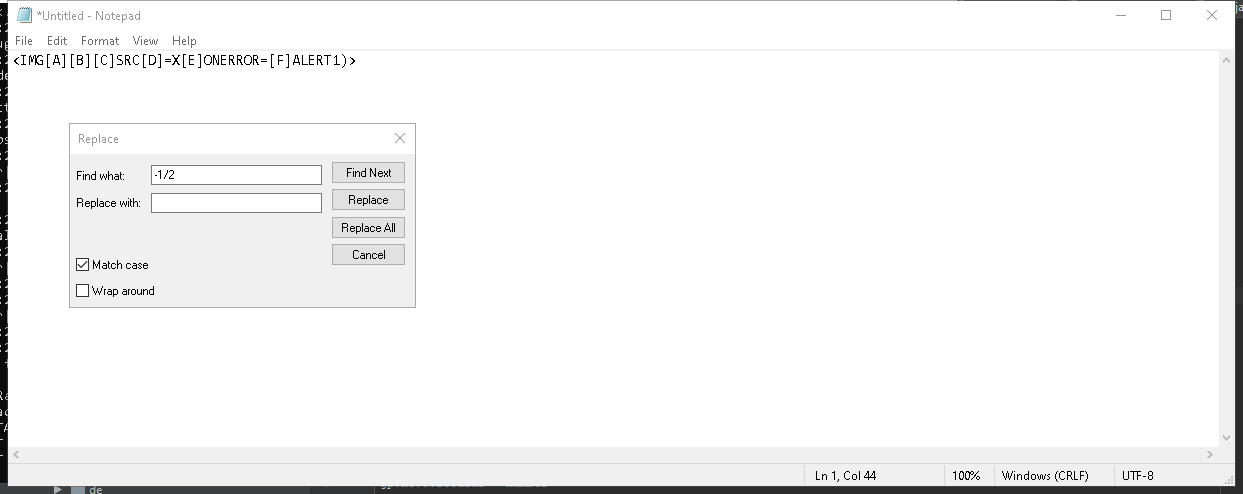 *Untitled - Notepad
File Edit Format View Help
<IMG[A][B][C]SRC[D]=X[E]ONERROR=[F]ALERT1)>
Replace
Find what: -1/2 Find Next
Replace with: Replace
Replace All
Cancel
Match case
Wrap around
Ln 1, Col 44 100% Windows (CRLF) UTF-8
de